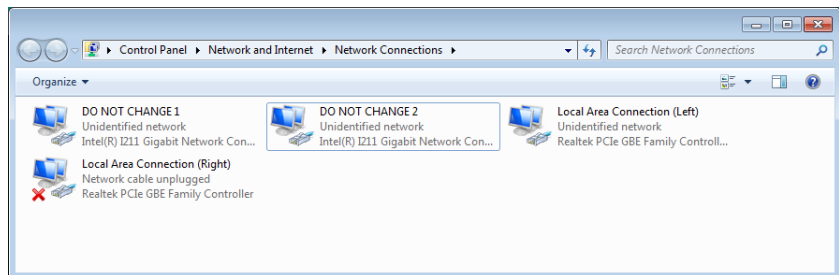 Control Panel ▸ Network and Internet ▸ Network Connections ▸
Search Network Connections
Organize
DO NOT CHANGE 1
Unidentified network
Intel(R) I211 Gigabit Network Con...
DO NOT CHANGE 2
Unidentified network
Intel(R) I211 Gigabit Network Con...
Local Area Connection (Left)
Unidentified network
Realtek PCIe GBE Family Controll...
Local Area Connection (Right)
Network cable unplugged
Realtek PCIe GBE Family Controller